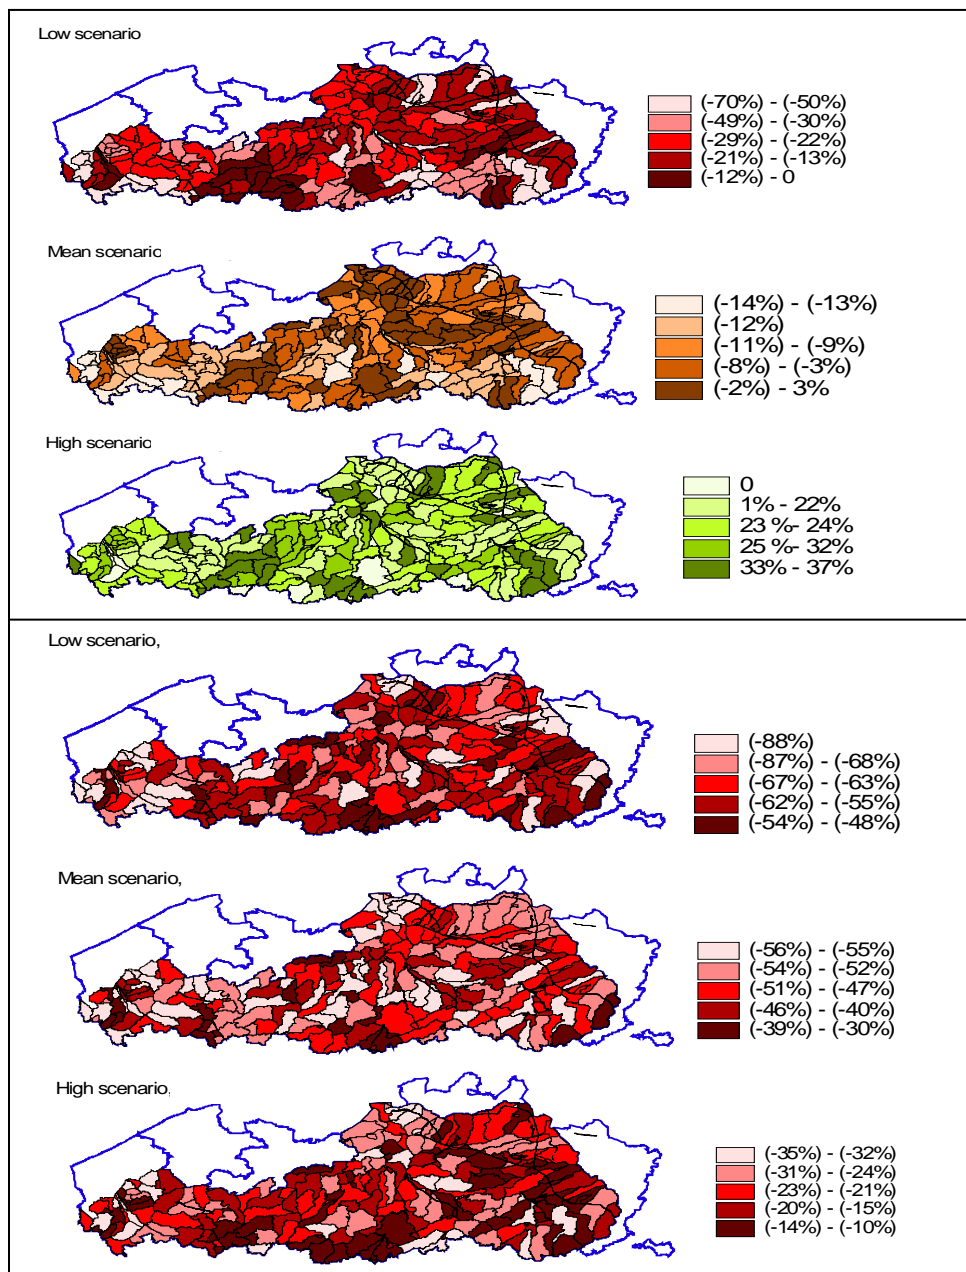 Low scenario
(-70%) - (-50%)
(-49%) - (-30%)
(-29%) - (-22%)
(-21%) - (-13%)
(-12%) - 0
Mean scenario
(-14%) - (-13%)
(-12%)
(-11%) - (-9%)
(-8%) - (-3%)
(-2%) - 3%
High scenario
0
1% - 22%
23 %- 24%
25 %- 32%
33% - 37%
Low scenario,
(-88%)
(-87%) - (-68%)
(-67%) - (-63%)
(-62%) - (-55%)
(-54%) - (-48%)
Mean scenario,
(-56%) - (-55%)
(-54%) - (-52%)
(-51%) - (-47%)
(-46%) - (-40%)
(-39%) - (-30%)
High scenario,
(-35%) - (-32%)
(-31%) - (-24%)
(-23%) - (-21%)
(-20%) - (-15%)
(-14%) - (-10%)